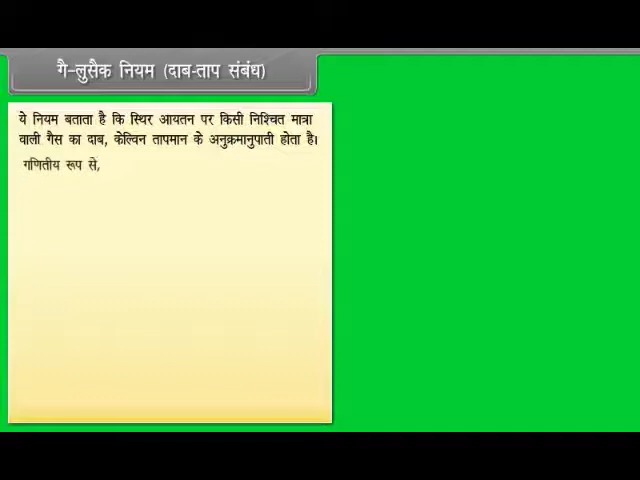 गै-लुसैक नियम (दाब-ताप संबंध)
ये नियम बताता है कि स्थिर आयतन पर किसी निश्चित मात्रा
वाली गैस का दाब, केल्विन तापमान के अनुक्रमानुपाती होता है।
गणितीय रूप से,